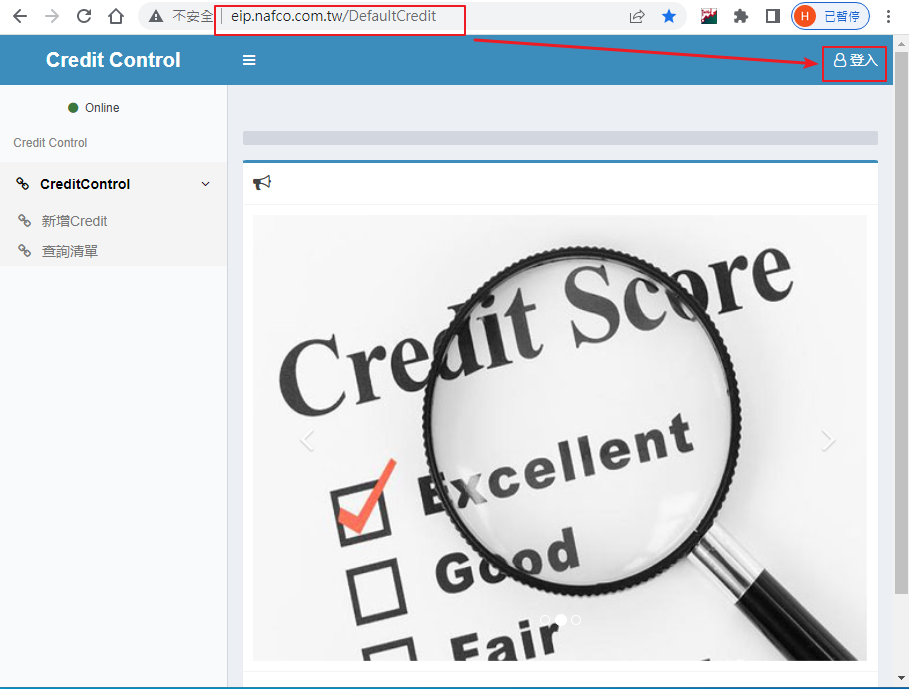 不安全 | eip.nafco.com.tw/DefaultCredit
H 已暫停
Credit Control
登入
Online
Credit Control
CreditControl
新增Credit
查詢清單
Credit Score
Excellent
Good
Fair